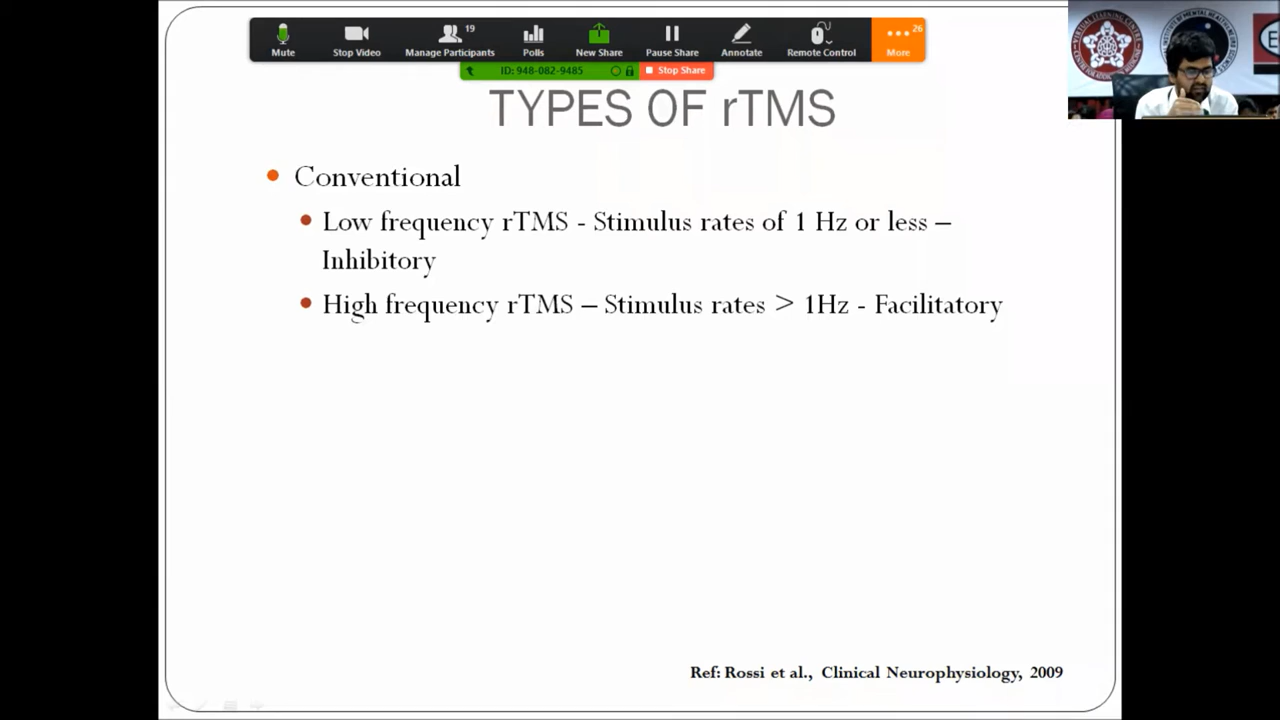 19
26
Mute
Stop Video
Manage Participants
Polls
New Share
Pause Share
Annotate
Remote Control
More
ID: 948-082-9485
Stop Share
TYPES OF rTMS
Conventional
Low frequency rTMS - Stimulus rates of 1 Hz or less –
Inhibitory
High frequency rTMS – Stimulus rates > 1Hz - Facilitatory
Ref: Rossi et al., Clinical Neurophysiology, 2009